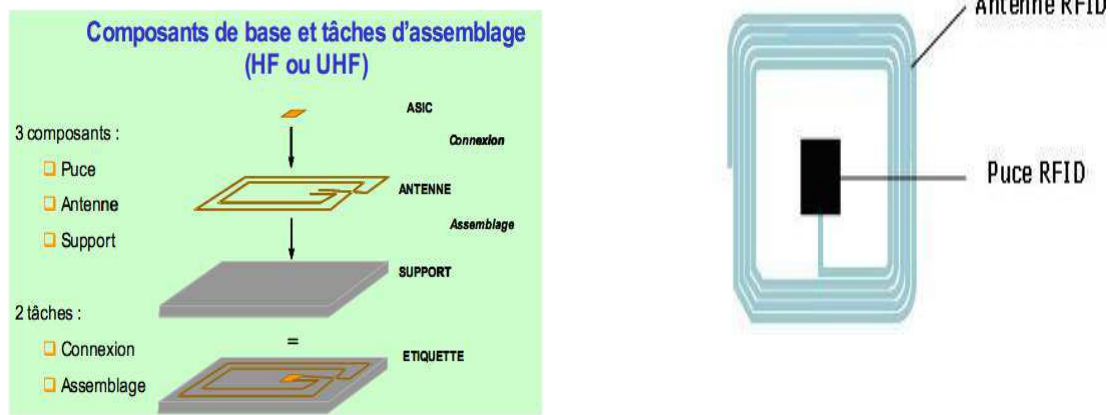 Composants de base et tâches d'assemblage
(HF ou UHF)
3 composants :
Puce
Antenne
Support
2 tâches :
Connexion
Assemblage
ASIC
Connexion
ANTENNE
Assemblage
SUPPORT
=
ETIQUETTE
Antenne RFID
Puce RFID